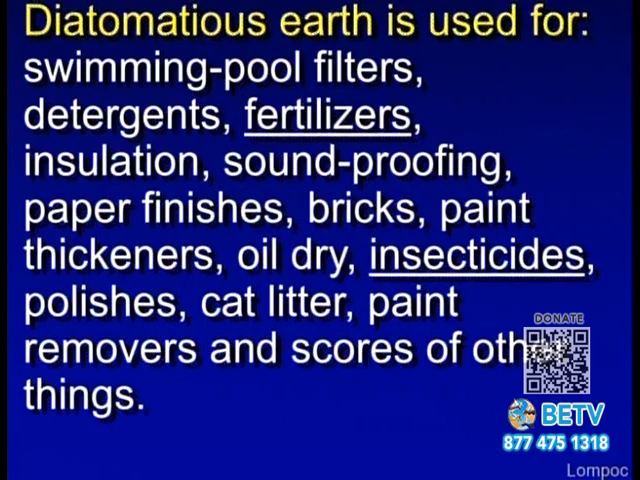 Diatomatious earth is used for:
swimming-pool filters,
detergents, fertilizers,
insulation, sound-proofing,
paper finishes, bricks, paint
thickeners, oil dry, insecticides,
polishes, cat litter, paint
removers and scores of other
things.
DONATE
BETV
877 475 1318
Lompoc